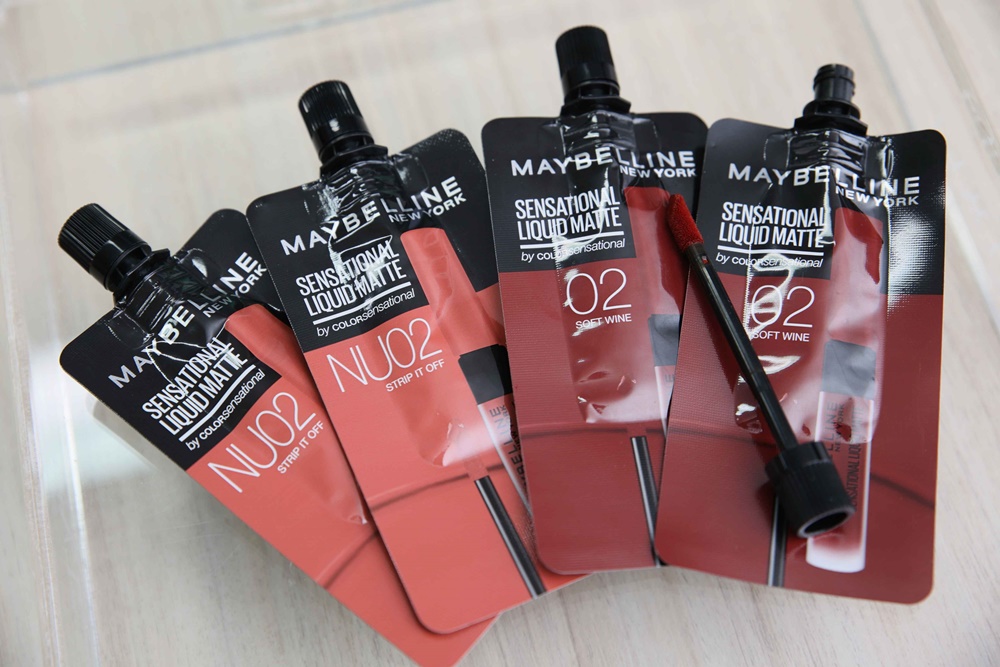 MAYBELLINE
NEW YORK
SENSATIONAL
LIQUID MATTE
by COLORsensational
NU02
STRIP IT OFF
MAYBELLINE
NEW YORK
SENSATIONAL
LIQUID MATTE
by COLORsensational
NU02
STRIP IT OFF
MAYBELLINE
NEW YORK
SENSATIONAL
LIQUID MATTE
by COLORsensational
02
SOFT WINE
MAYBELLINE
NEW YORK
SENSATIONAL
LIQUID MATTE
by COLORsensational
02
SOFT WINE